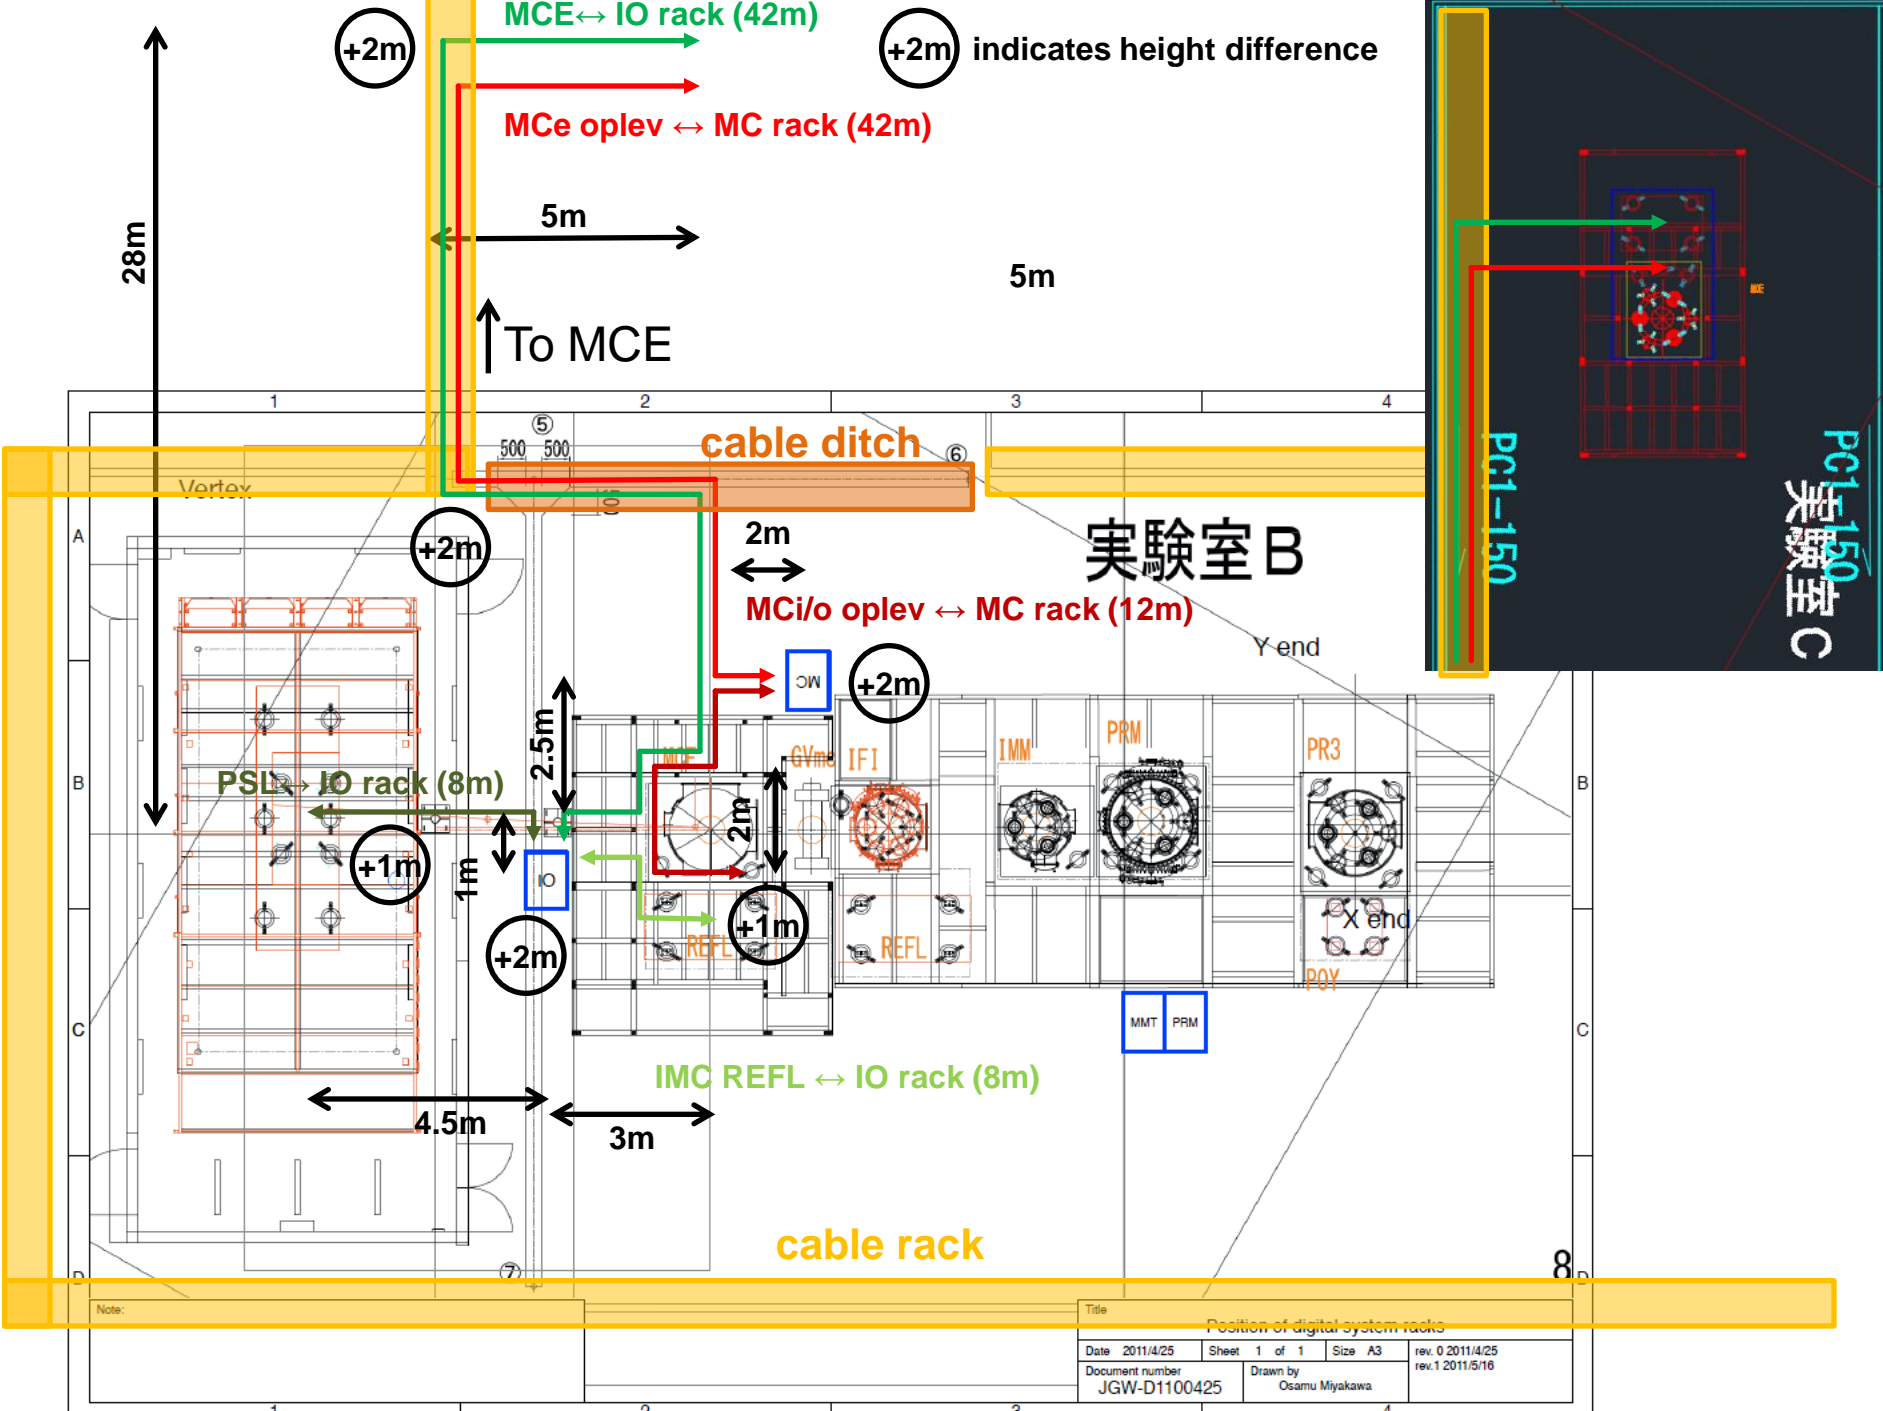 MCE↔ IO rack (42m)
+2m
+2m indicates height difference
MCe oplev ↔ MC rack (42m)
5m
28m
5m
To MCE
MCE
PC1-150
PC1-150
実験室 C
1
2
3
4
⑤
500 500
cable ditch
⑥
Vertex
A
+2m
2m
実験室 B
MCi/o oplev ↔ MC rack (12m)
Y end
MC
+2m
2.5m
MCF
GVmc
IFI
IMM
PRM
PR3
PSL↔ IO rack (8m)
B
B
2m
+1m
1m
IO
+1m
X end
REFL
REFL
+2m
POY
C
MMT
PRM
C
IMC REFL ↔ IO rack (8m)
4.5m
3m
cable rack
⑦
8
D
D
Note:
Title
Position of digital system racks
Date 2011/4/25
Sheet 1 of 1
Size A3
rev. 0 2011/4/25
rev.1 2011/5/16
Document number
JGW-D1100425
Drawn by
Osamu Miyakawa
1
2
3
4